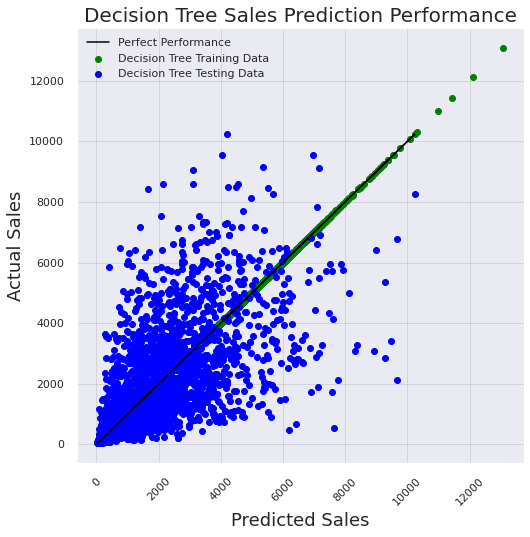 Decision Tree Sales Prediction Performance
Perfect Performance
Decision Tree Training Data
Decision Tree Testing Data
Actual Sales
12000
10000
8000
6000
4000
2000
0
0 2000 4000 6000 8000 10000 12000
Predicted Sales